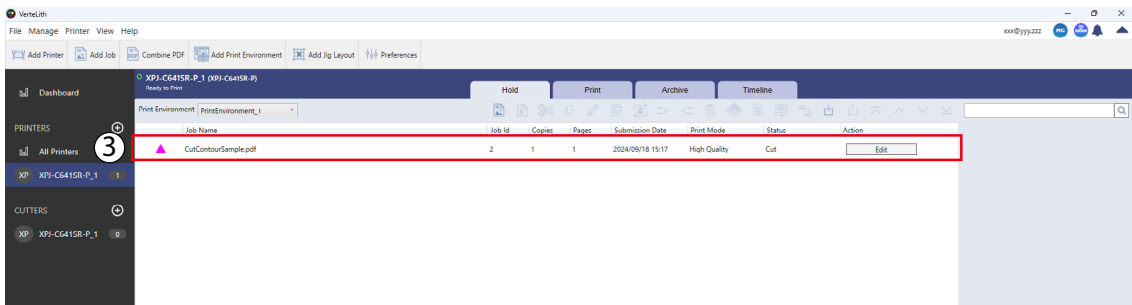 VerteLith
File Manage Printer View Help
xxx@yyy.zzz MC MIM
Add Printer Add Job Combine PDF Add Print Environment Add Jig Layout Preferences
Dashboard
XPJ-C641SR-P_1 (XPJ-C641SR-P)
Ready to Print
Hold Print Archive Timeline
Print Environment PrintEnvironment_1
PRINTERS
Job Name Job Id Copies Pages Submission Date Print Mode Status Action
③
All Printers
CutContourSample.pdf 2 1 1 2024/09/18 15:17 High Quality Cut Edit
XP XPJ-C641SR-P_1 1
CUTTERS
XP XPJ-C641SR-P_1 0